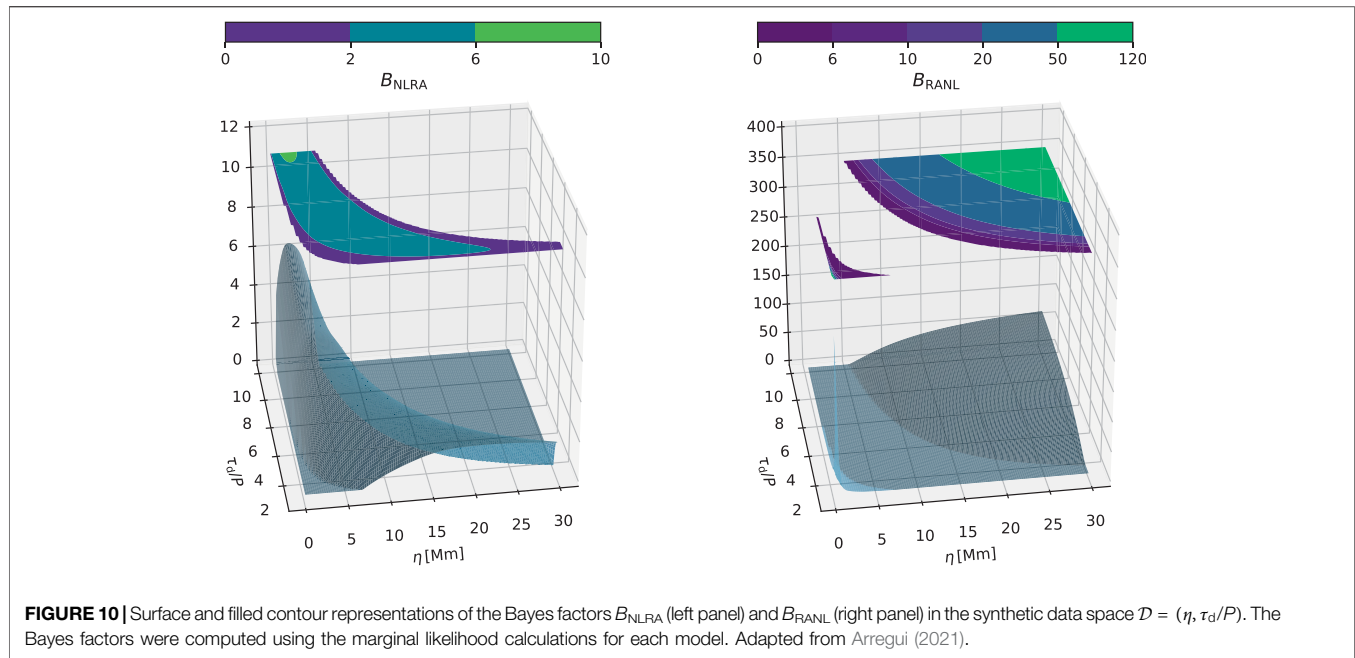 0 2 6 10
B_NLRA
0 6 10 20 50 120
B_RANL
12
10
8
6
4
2
0
10
8
6
4
2
τ_d/P
0 5 10 15 20 25 30
η [Mm]
400
350
300
250
200
150
100
50
0
10
8
6
4
2
τ_d/P
0 5 10 15 20 25 30
η [Mm]
FIGURE 10 | Surface and filled contour representations of the Bayes factors B_NLRA (left panel) and B_RANL (right panel) in the synthetic data space 𝒟 = (η, τ_d/P). The
Bayes factors were computed using the marginal likelihood calculations for each model. Adapted from Arregui (2021).